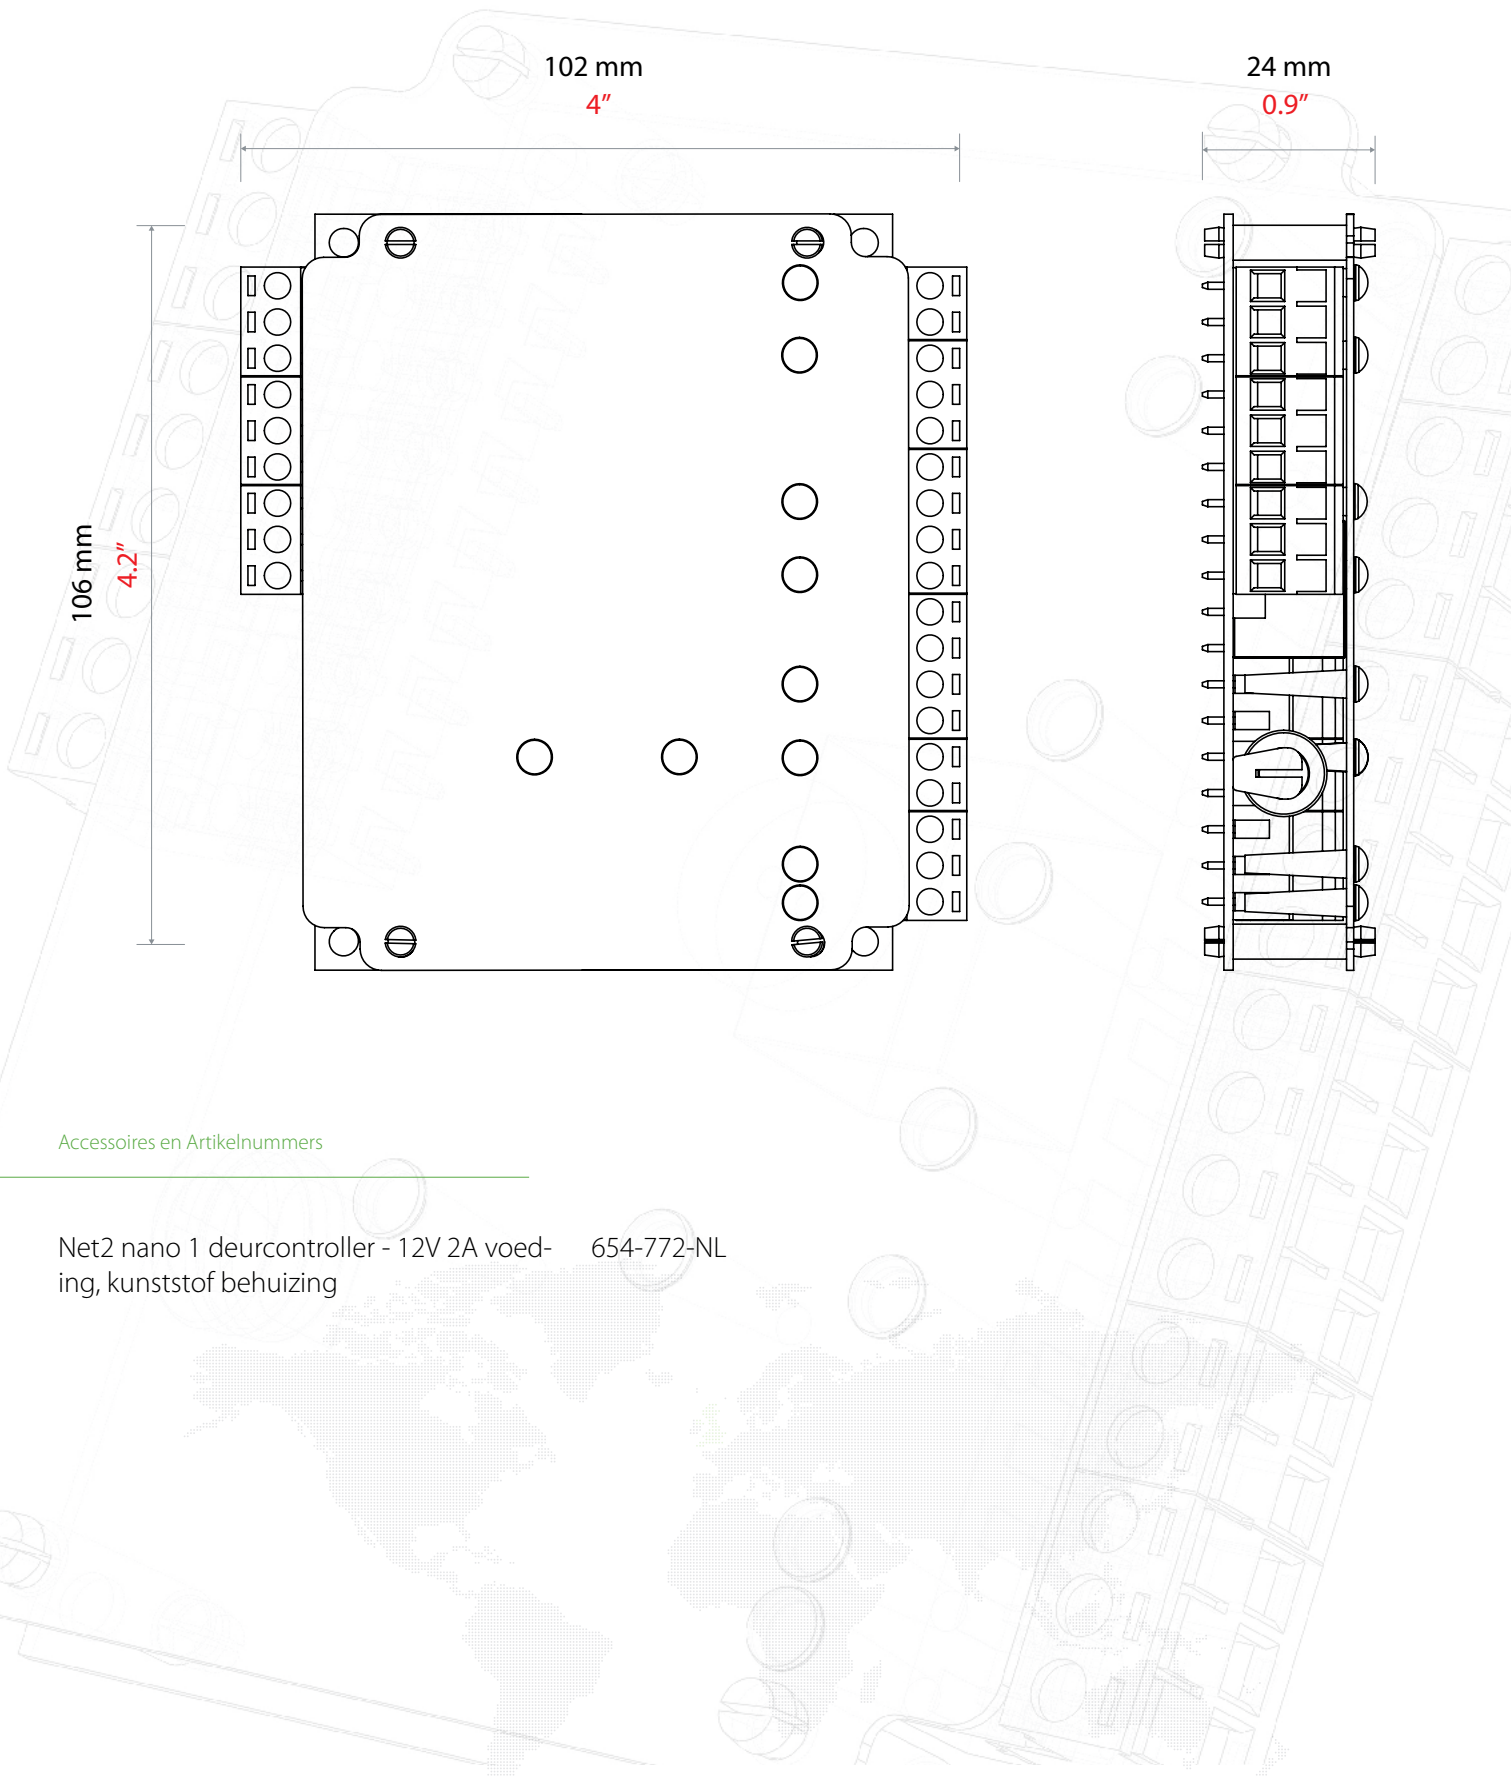 102 mm
4”
24 mm
0.9”
106 mm
4.2”
Accessoires en Artikelnummers
Net2 nano 1 deurcontroller - 12V 2A voed- 654-772-NL
ing, kunststof behuizing